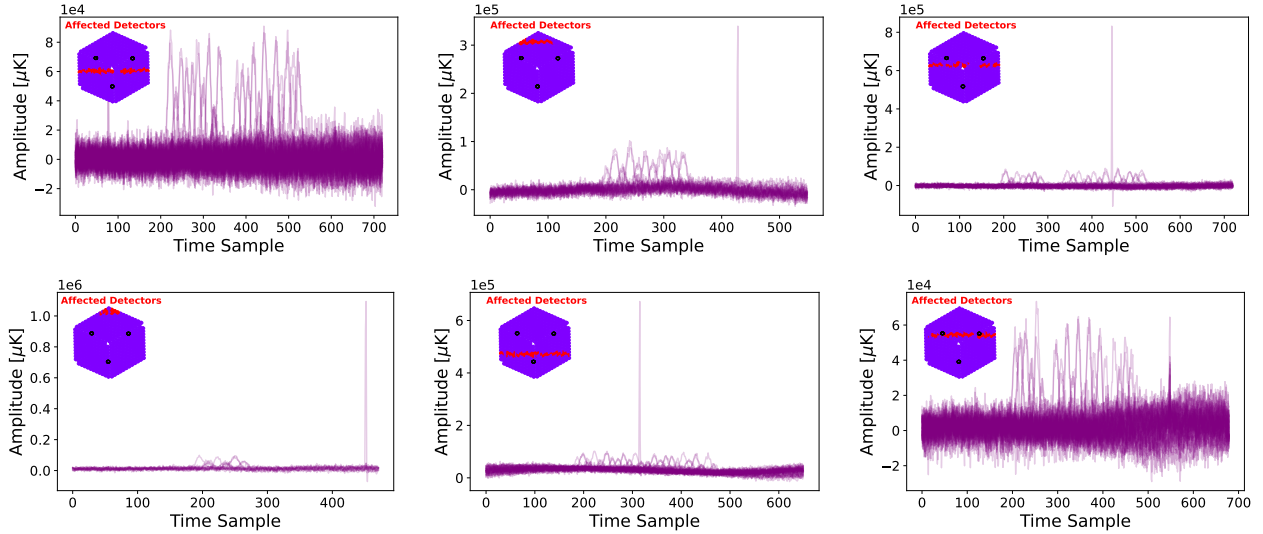 1e4
Affected Detectors
Amplitude [μK]
8
6
4
2
0
−2
0 100 200 300 400 500 600 700
Time Sample
1e5
Affected Detectors
Amplitude [μK]
3
2
1
0
0 100 200 300 400 500
Time Sample
1e5
Affected Detectors
Amplitude [μK]
8
6
4
2
0
0 100 200 300 400 500 600 700
Time Sample
1e6
Affected Detectors
Amplitude [μK]
1.0
0.8
0.6
0.4
0.2
0.0
0 100 200 300 400
Time Sample
1e5
Affected Detectors
Amplitude [μK]
6
4
2
0
0 100 200 300 400 500 600
Time Sample
1e4
Affected Detectors
Amplitude [μK]
6
4
2
0
−2
0 100 200 300 400 500 600 700
Time Sample